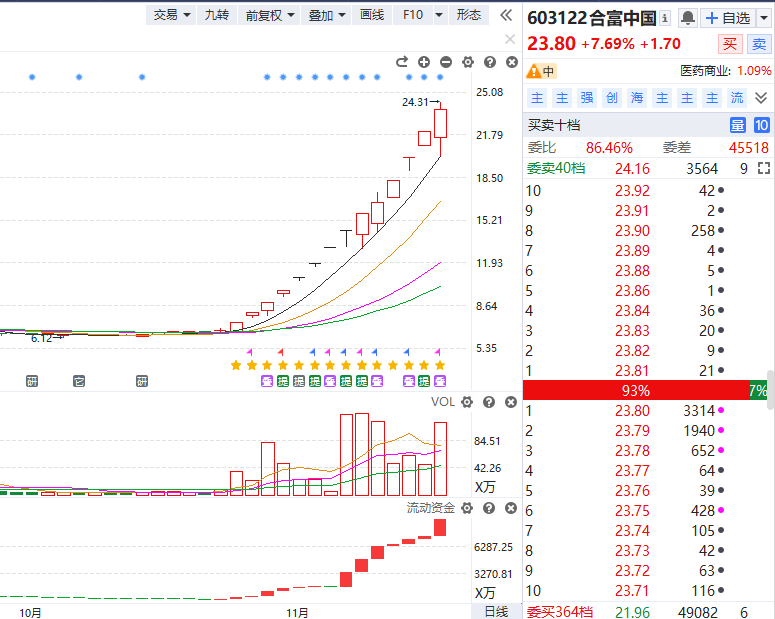 交易 九转 前复权 叠加 画线 F10 形态
603122合富中国
自选
23.80 +7.69% +1.70
买 卖
中 医药商业: 1.09%
主 主 强 创 海 主 主 主 流
买卖十档 量 10
委比 86.46% 委差 45518
委卖40档 24.16 3564 9
10 23.92 42
9 23.91 2
8 23.90 258
7 23.89 4
6 23.88 5
5 23.86 1
4 23.84 36
3 23.83 20
2 23.82 9
1 23.81 21
93% 7%
1 23.80 3314
2 23.79 1940
3 23.78 652
4 23.77 64
5 23.76 39
6 23.75 428
7 23.74 105
8 23.73 42
9 23.72 63
10 23.71 116
委买364档 21.96 49082 6
24.31
6.12
25.08
21.79
18.50
15.21
11.93
8.64
5.35
VOL
84.51
42.26
X万
流动资金
6287.25
3270.81
X万
10月 11月 日线